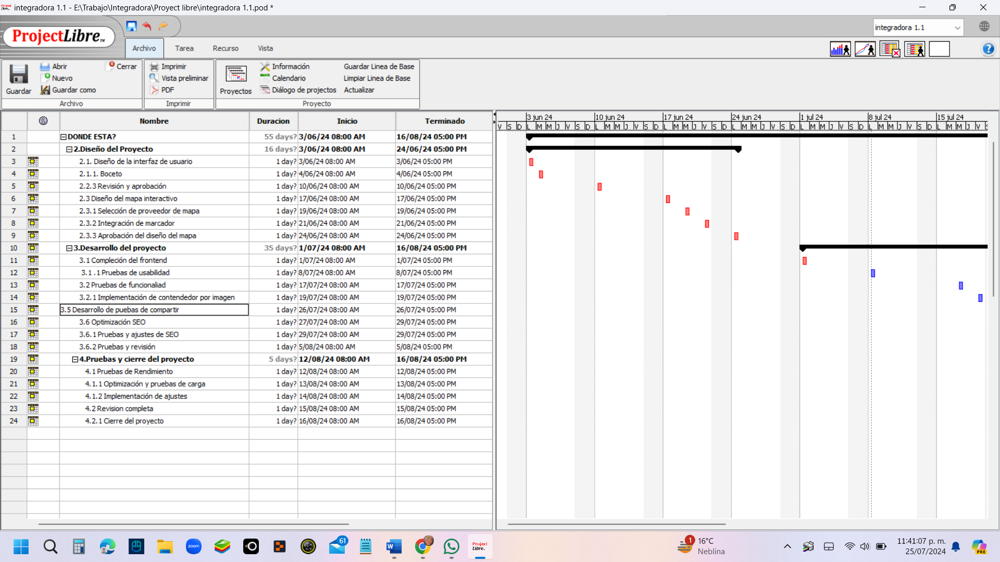 integradora 1.1 - E:\Trabajo\Integradora\Proyect libre\integradora 1.1.pod *
ProjectLibre TM
integradora 1.1
Archivo Tarea Recurso Vista
Guardar
Abrir
Nuevo
Guardar como
Cerrar
Archivo
Imprimir
Vista preliminar
PDF
Imprimir
Proyectos
Información
Calendario
Diálogo de projectos
Guardar Linea de Base
Limpiar Linea de Base
Actualizar
Proyecto
Nombre Duracion Inicio Terminado
3 jun 24 10 jun 24 17 jun 24 24 jun 24 1 jul 24 8 jul 24 15 jul 24
V S D L M M J V S D L M M J V S D L M M J V S D L M M J V S D L M M J V S D L M M J V S D L M M J V S
1 DONDE ESTA? 55 days? 3/06/24 08:00 AM 16/08/24 05:00 PM
2 2.Diseño del Proyecto 16 days? 3/06/24 08:00 AM 24/06/24 05:00 PM
3 2.1. Diseño de la interfaz de usuario 1 day? 3/06/24 08:00 AM 3/06/24 05:00 PM
4 2.1.1. Boceto 1 day? 4/06/24 08:00 AM 4/06/24 05:00 PM
5 2.2.3 Revisión y aprobación 1 day? 10/06/24 08:00 AM 10/06/24 05:00 PM
6 2.3 Diseño del mapa interactivo 1 day? 17/06/24 08:00 AM 17/06/24 05:00 PM
7 2.3.1 Selección de proveedor de mapa 1 day? 19/06/24 08:00 AM 19/06/24 05:00 PM
8 2.3.2 Integración de marcador 1 day? 21/06/24 08:00 AM 21/06/24 05:00 PM
9 2.3.3 Aprobación del diseño del mapa 1 day? 24/06/24 08:00 AM 24/06/24 05:00 PM
10 3.Desarrollo del proyecto 35 days? 1/07/24 08:00 AM 16/08/24 05:00 PM
11 3.1 Compleción del frontend 1 day? 1/07/24 08:00 AM 1/07/24 05:00 PM
12 3.1 .1 Pruebas de usabilidad 1 day? 8/07/24 08:00 AM 8/07/24 05:00 PM
13 3.2 Pruebas de funcionaliad 1 day? 17/07/24 08:00 AM 17/07/24 05:00 PM
14 3.2.1 Implementación de contendedor por imagen 1 day? 19/07/24 08:00 AM 19/07/24 05:00 PM
15 3.5 Desarrollo de puebas de compartir 1 day? 26/07/24 08:00 AM 26/07/24 05:00 PM
16 3.6 Optimización SEO 1 day? 27/07/24 08:00 AM 29/07/24 05:00 PM
17 3.6.1 Pruebas y ajustes de SEO 1 day? 29/07/24 08:00 AM 29/07/24 05:00 PM
18 3.6.2 Pruebas y revisión 1 day? 5/08/24 08:00 AM 5/08/24 05:00 PM
19 4.Pruebas y cierre del proyecto 5 days? 12/08/24 08:00 AM 16/08/24 05:00 PM
20 4.1 Pruebas de Rendimiento 1 day? 12/08/24 08:00 AM 12/08/24 05:00 PM
21 4.1.1 Optimización y pruebas de carga 1 day? 13/08/24 08:00 AM 13/08/24 05:00 PM
22 4.1.2 Implementación de ajustes 1 day? 14/08/24 08:00 AM 14/08/24 05:00 PM
23 4.2 Revision completa 1 day? 15/08/24 08:00 AM 15/08/24 05:00 PM
24 4.2.1 Cierre del proyecto 1 day? 16/08/24 08:00 AM 16/08/24 05:00 PM
zoom
61
Project
Libre
1
16°C
Neblina
11:41:07 p. m.
25/07/2024
PRE